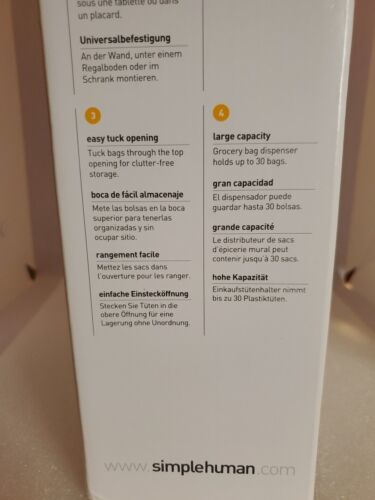 sous une tablette ou dans
un placard.
Universalbefestigung
An der Wand, unter einem
Regalboden oder im
Schrank montieren.
3
easy tuck opening
Tuck bags through the top
opening for clutter-free
storage.
boca de fácil almacenaje
Mete las bolsas en la boca
superior para tenerlas
organizadas y sin
ocupar sitio.
rangement facile
Mettez les sacs dans
l'ouverture pour les ranger.
einfache Einstecköffnung
Stecken Sie Tüten in die
obere Öffnung für eine
Lagerung ohne Unordnung.
4
large capacity
Grocery bag dispenser
holds up to 30 bags.
gran capacidad
El dispensador puede
guardar hasta 30 bolsas.
grande capacité
Le distributeur de sacs
d'épicerie mural peut
contenir jusqu'à 30 sacs.
hohe Kapazität
Einkaufstütenhalter nimmt
bis zu 30 Plastiktüten.
www.simplehuman.com